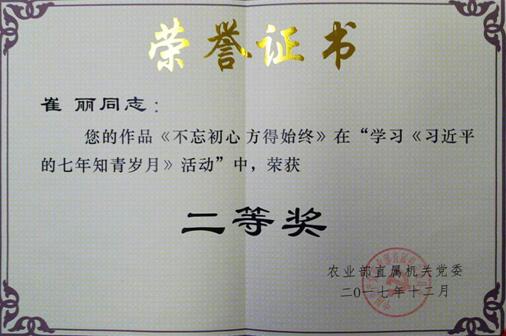 荣誉证书
崔 丽同志：
您的作品《不忘初心 方得始终》在“学习《习近平
的七年知青岁月》活动”中，荣获
二等奖
农业部直属机关党委
二〇一七年十二月